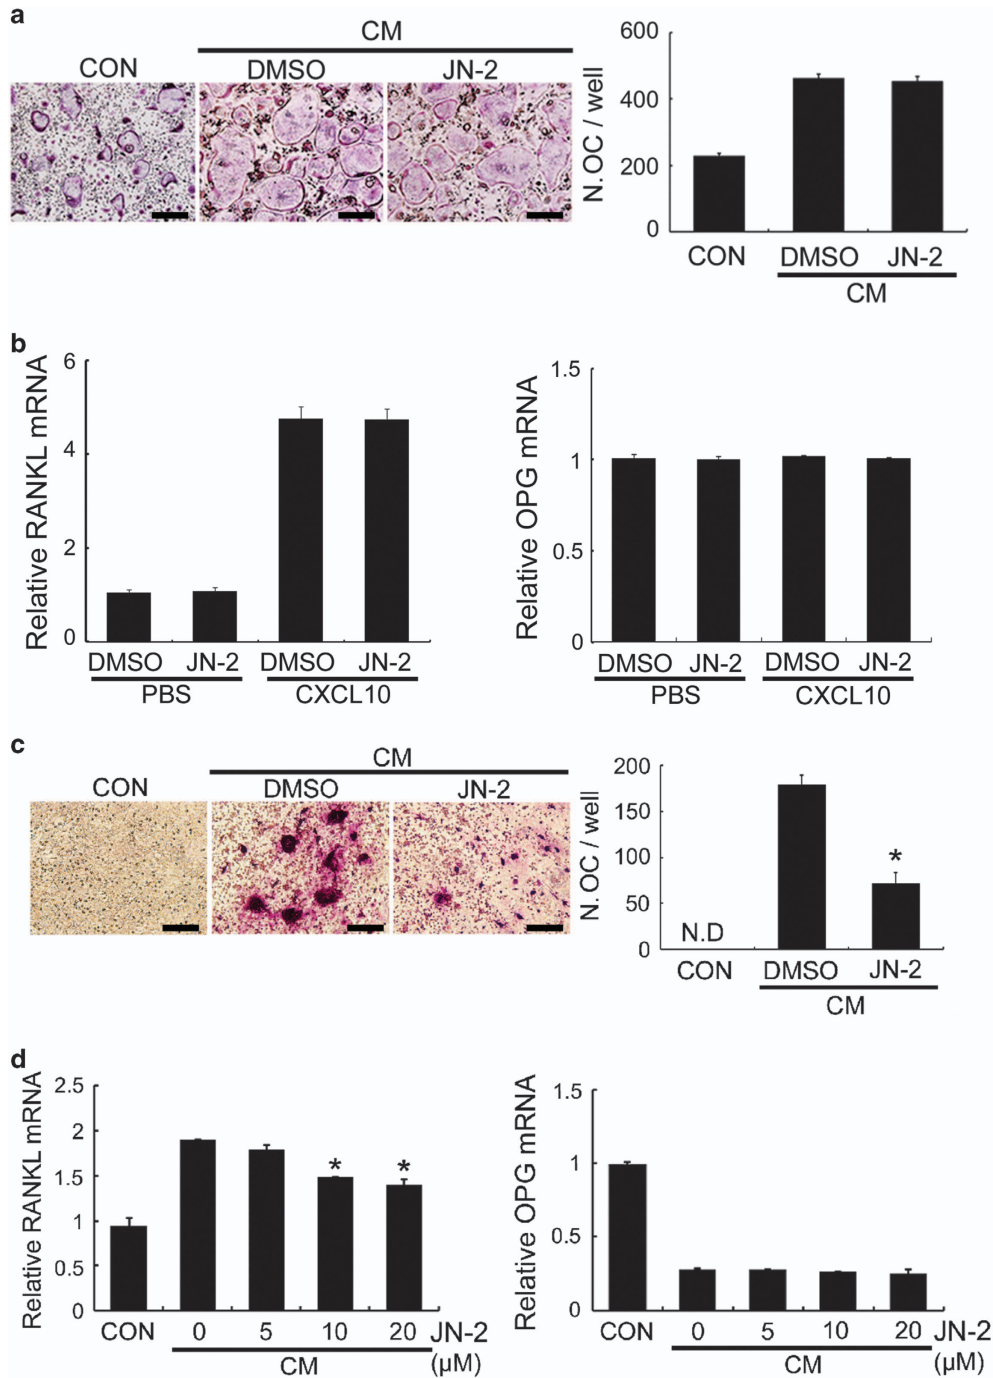 a
CM
CON DMSO JN-2
N. OC / well
600
400
200
0
CON DMSO JN-2
CM
b
Relative RANKL mRNA
6
4
2
0
DMSO JN-2 DMSO JN-2
PBS CXCL10
Relative OPG mRNA
1.5
1
0.5
0
DMSO JN-2 DMSO JN-2
PBS CXCL10
c
CM
CON DMSO JN-2
N. OC / well
200
150
100
50
0
N.D
*
CON DMSO JN-2
CM
d
Relative RANKL mRNA
2.5
2
1.5
1
0.5
0
* *
CON 0 5 10 20 JN-2
CM (µM)
Relative OPG mRNA
1.5
1
0.5
0
CON 0 5 10 20 JN-2
CM (µM)